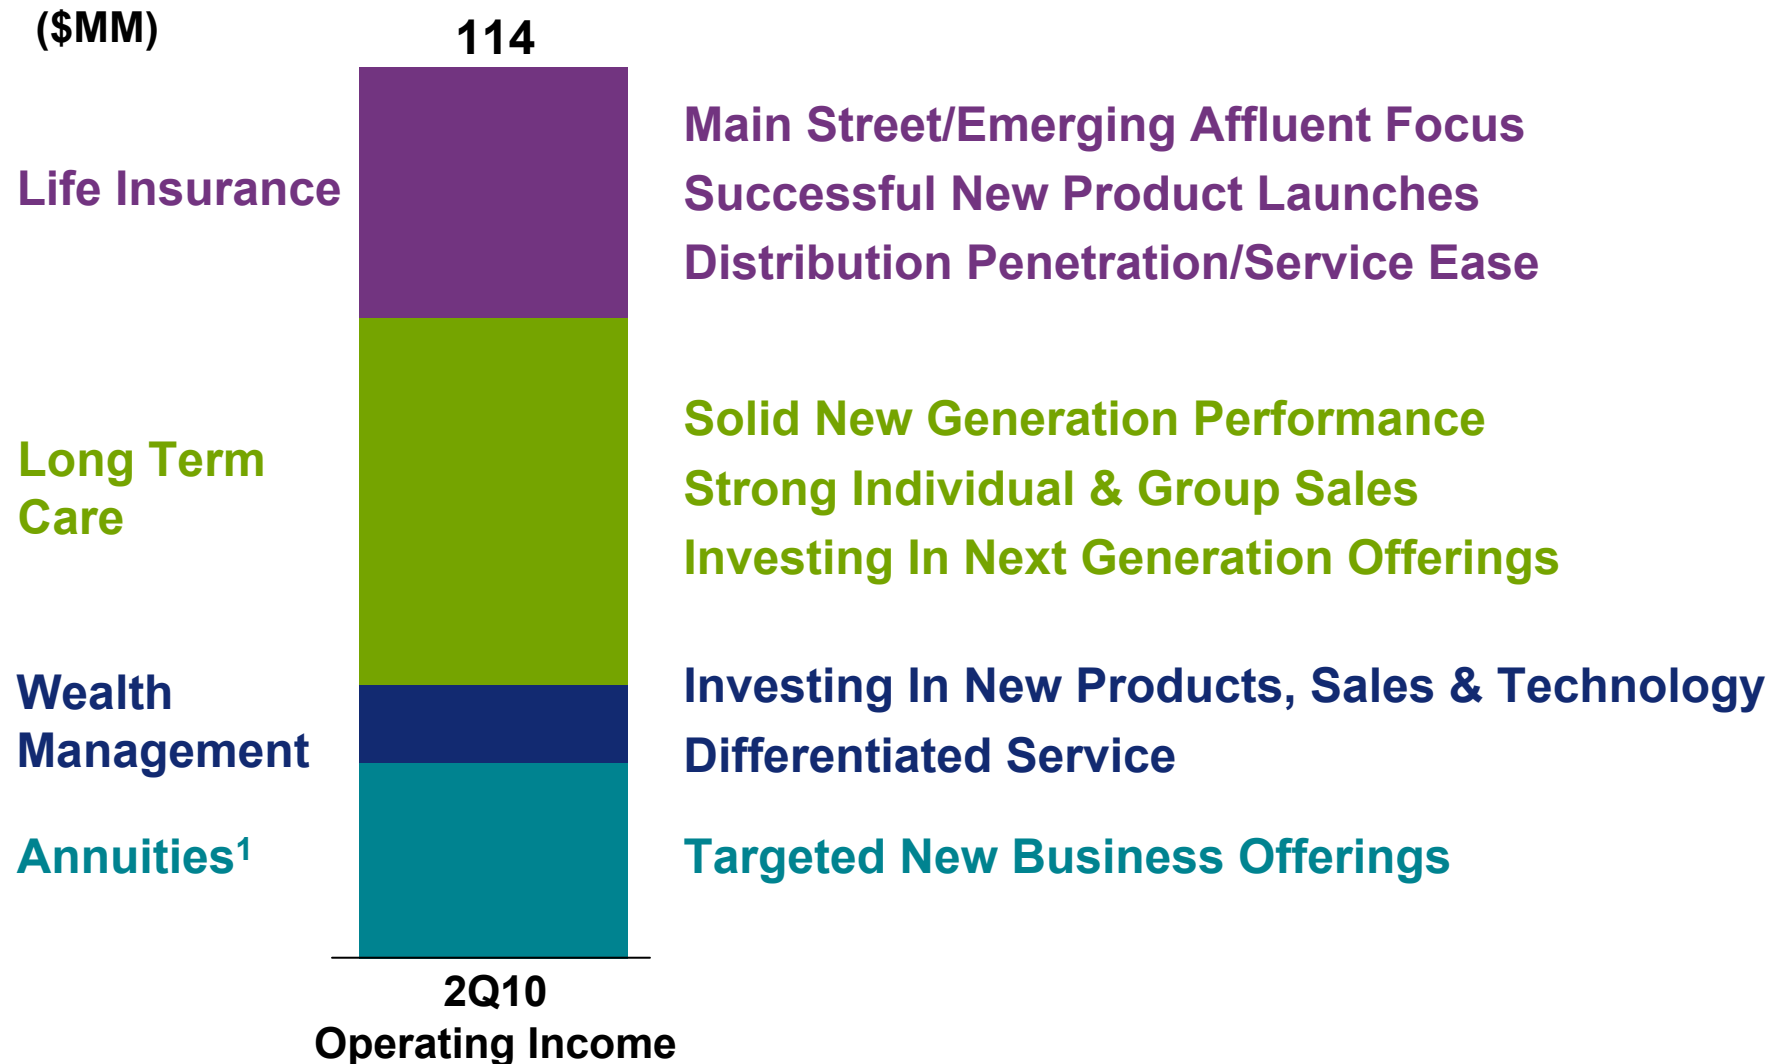 ($MM)
114
Life Insurance
Main Street/Emerging Affluent Focus
Successful New Product Launches
Distribution Penetration/Service Ease
Long Term
Care
Solid New Generation Performance
Strong Individual & Group Sales
Investing In Next Generation Offerings
Wealth
Management
Investing In New Products, Sales & Technology
Differentiated Service
Annuities¹
Targeted New Business Offerings
2Q10
Operating Income